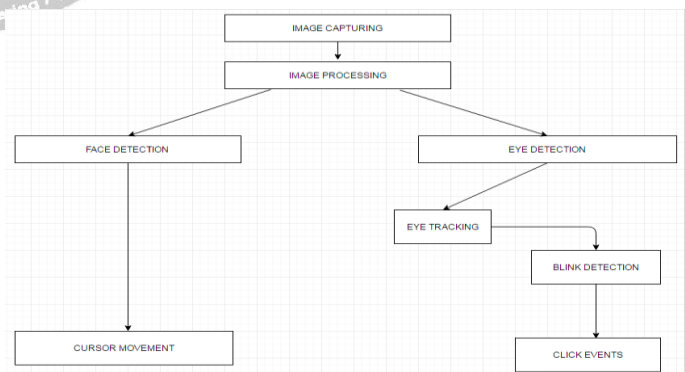 IMAGE CAPTURING
IMAGE PROCESSING
FACE DETECTION
EYE DETECTION
EYE TRACKING
BLINK DETECTION
CURSOR MOVEMENT
CLICK EVENTS